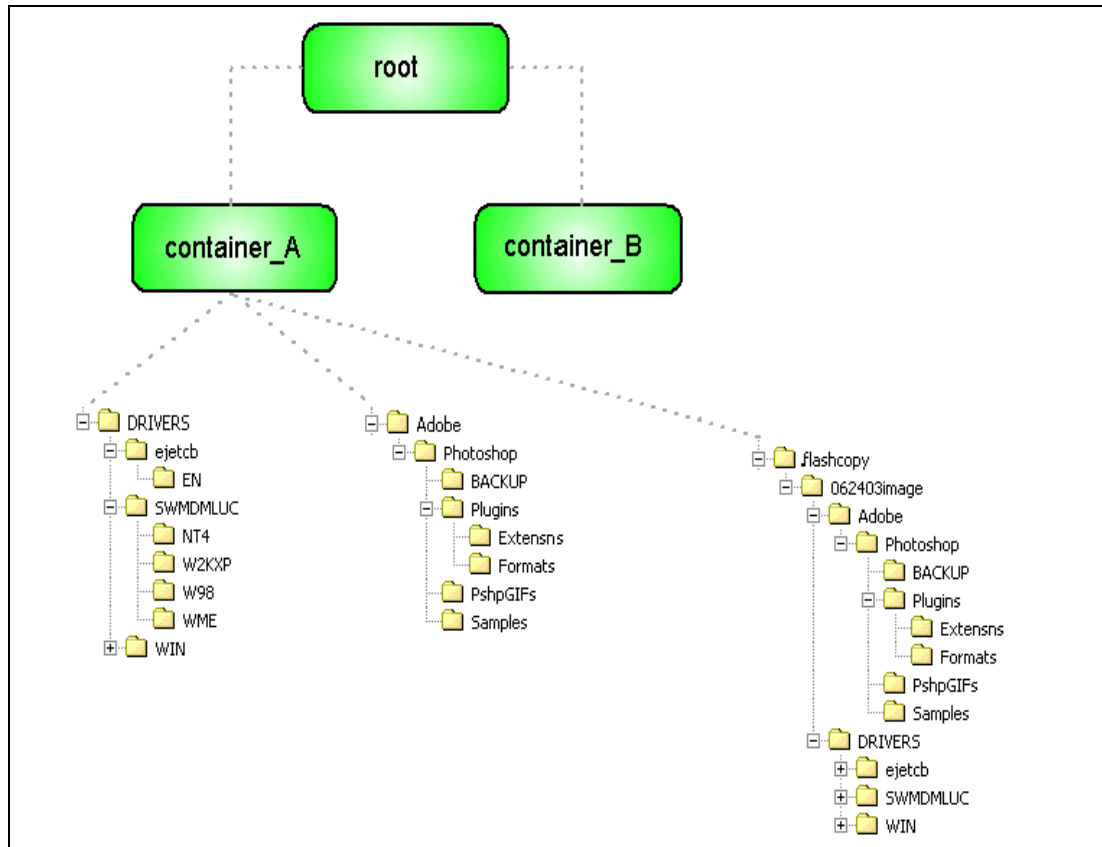 root
container_A
container_B
DRIVERS
ejetcb
EN
SWMDMLUC
NT4
W2KXP
W98
WME
WIN
Adobe
Photoshop
BACKUP
Plugins
Extensns
Formats
PshpGIFs
Samples
.flashcopy
062403image
Adobe
Photoshop
BACKUP
Plugins
Extensns
Formats
PshpGIFs
Samples
DRIVERS
ejetcb
SWMDMLUC
WIN